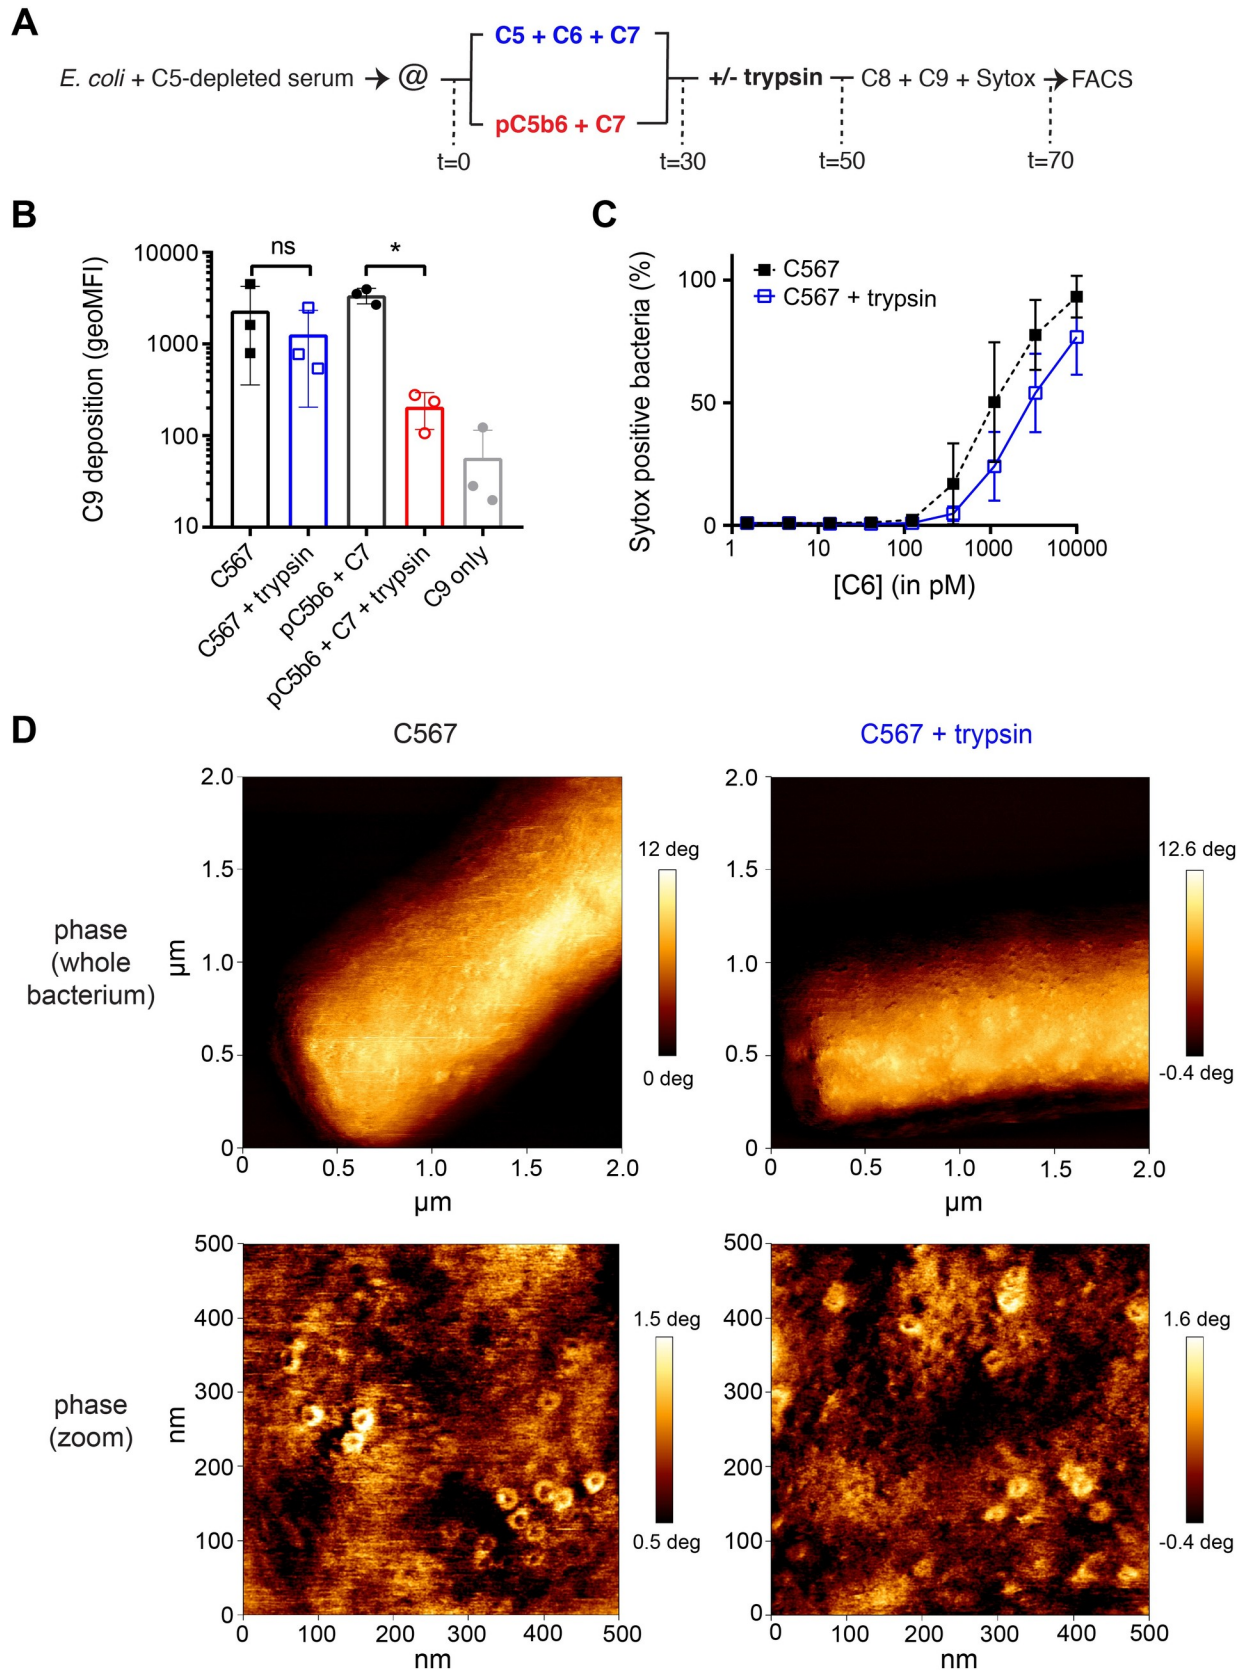 A
C5 + C6 + C7
E. coli + C5-depleted serum @ +/- trypsin C8 + C9 + Sytox FACS
pC5b6 + C7
t=0 t=30 t=50 t=70
B
C9 deposition (geoMFI)
10000
1000
100
10
ns
*
C567
C567 + trypsin
pC5b6 + C7
pC5b6 + C7 + trypsin
C9 only
C
Sytox positive bacteria (%)
100
50
0
C567
C567 + trypsin
1 10 100 1000 10000
[C6] (in pM)
D
C567
C567 + trypsin
phase
(whole
bacterium)
µm
2.0
1.5
1.0
0.5
0
0 0.5 1.0 1.5 2.0
µm
12 deg
0 deg
2.0
1.5
1.0
0.5
0
0 0.5 1.0 1.5 2.0
µm
12.6 deg
-0.4 deg
phase
(zoom)
nm
500
400
300
200
100
0
0 100 200 300 400 500
nm
1.5 deg
0.5 deg
500
400
300
200
100
0
0 100 200 300 400 500
nm
1.6 deg
-0.4 deg